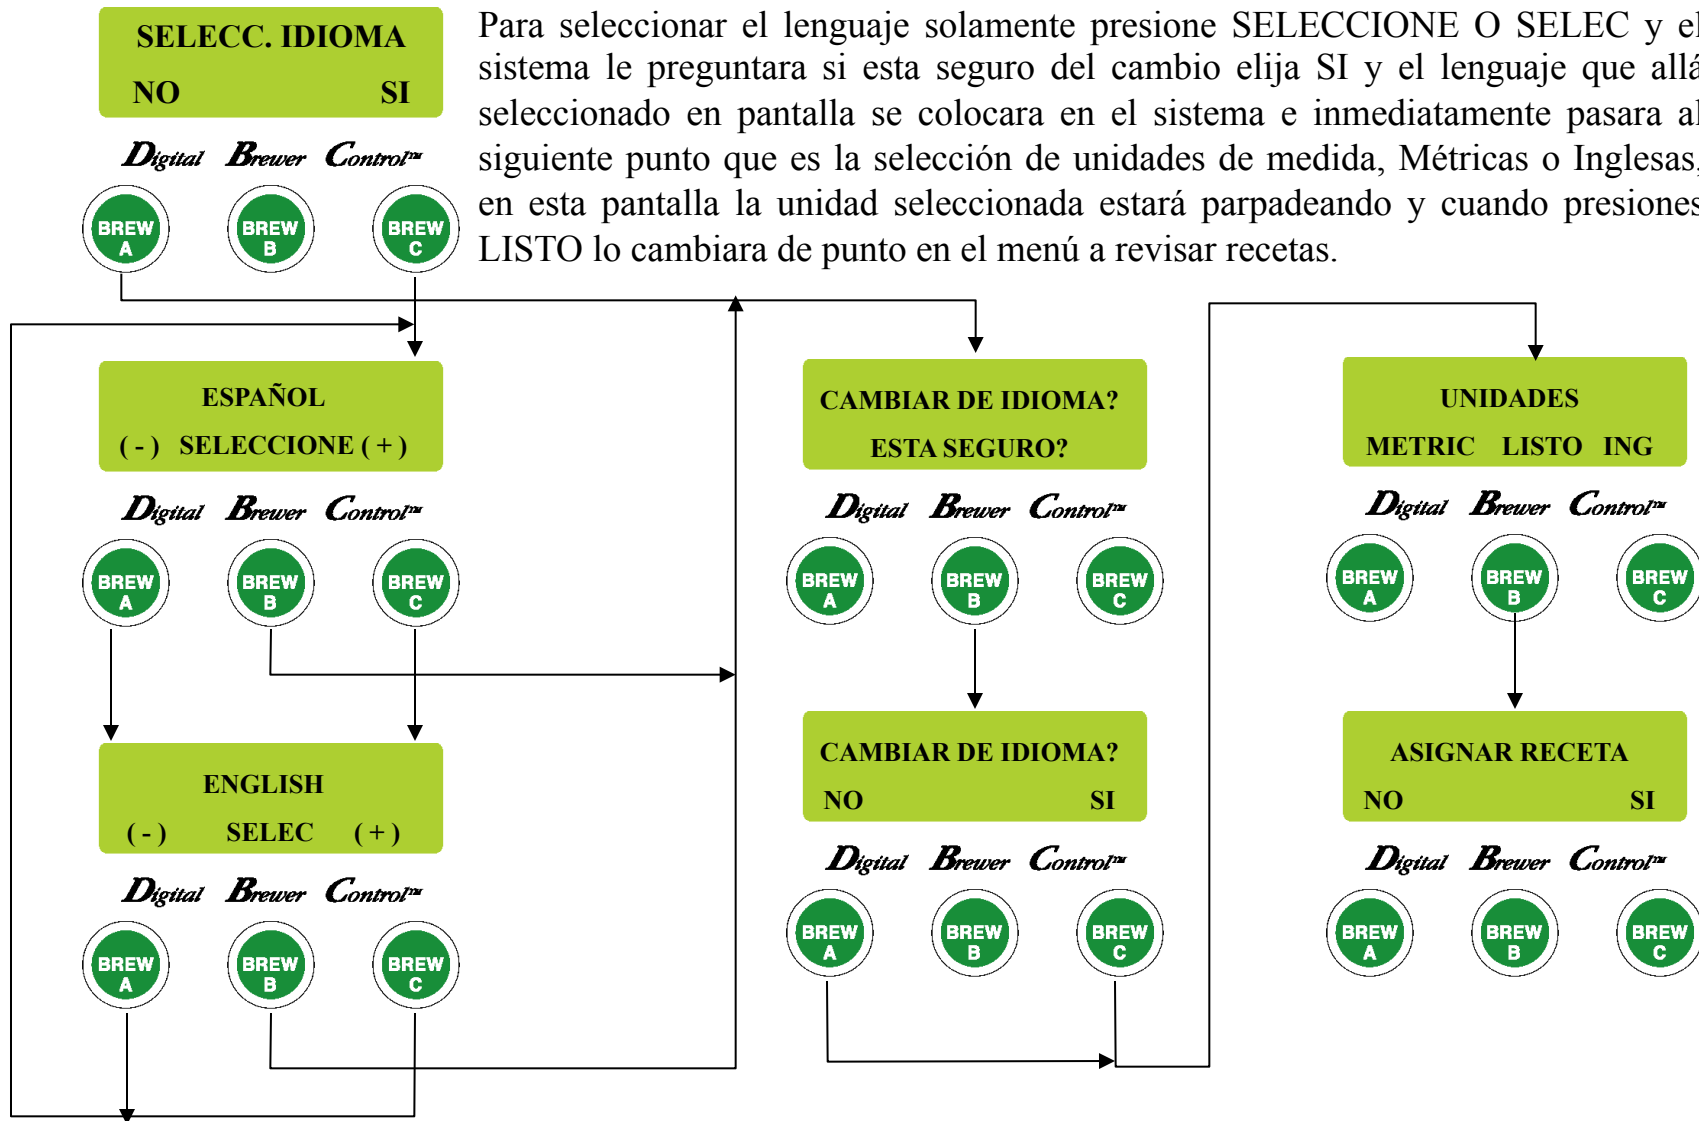 SELECC. IDIOMA
NO SI
Digital Brewer Control™
BREW A BREW B BREW C
Para seleccionar el lenguaje solamente presione SELECCIONE O SELEC y el
sistema le preguntara si esta seguro del cambio elija SI y el lenguaje que allá
seleccionado en pantalla se colocara en el sistema e inmediatamente pasara al
siguiente punto que es la selección de unidades de medida, Métricas o Inglesas,
en esta pantalla la unidad seleccionada estará parpadeando y cuando presiones
LISTO lo cambiara de punto en el menú a revisar recetas.
ESPAÑOL
( - ) SELECCIONE ( + )
Digital Brewer Control™
BREW A BREW B BREW C
ENGLISH
( - ) SELEC ( + )
Digital Brewer Control™
BREW A BREW B BREW C
CAMBIAR DE IDIOMA?
ESTA SEGURO?
Digital Brewer Control™
BREW A BREW B BREW C
CAMBIAR DE IDIOMA?
NO SI
Digital Brewer Control™
BREW A BREW B BREW C
UNIDADES
METRIC LISTO ING
Digital Brewer Control™
BREW A BREW B BREW C
ASIGNAR RECETA
NO SI
Digital Brewer Control™
BREW A BREW B BREW C